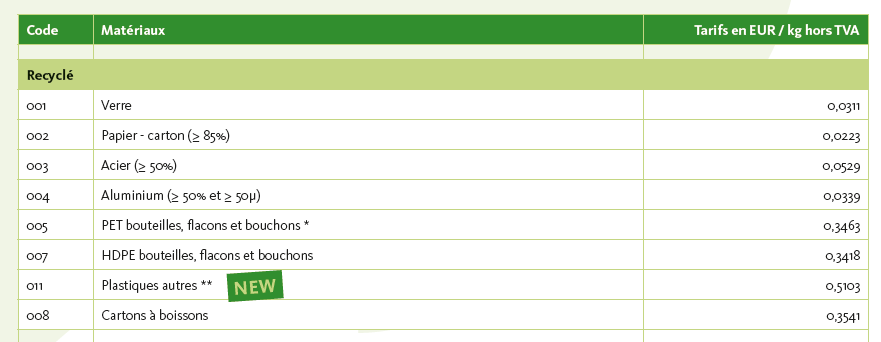 Code Matériaux Tarifs en EUR / kg hors TVA
Recyclé
001 Verre 0,0311
002 Papier - carton (≥ 85%) 0,0223
003 Acier (≥ 50%) 0,0529
004 Aluminium (≥ 50% et ≥ 50µ) 0,0339
005 PET bouteilles, flacons et bouchons * 0,3463
007 HDPE bouteilles, flacons et bouchons 0,3418
011 Plastiques autres ** NEW 0,5103
008 Cartons à boissons 0,3541